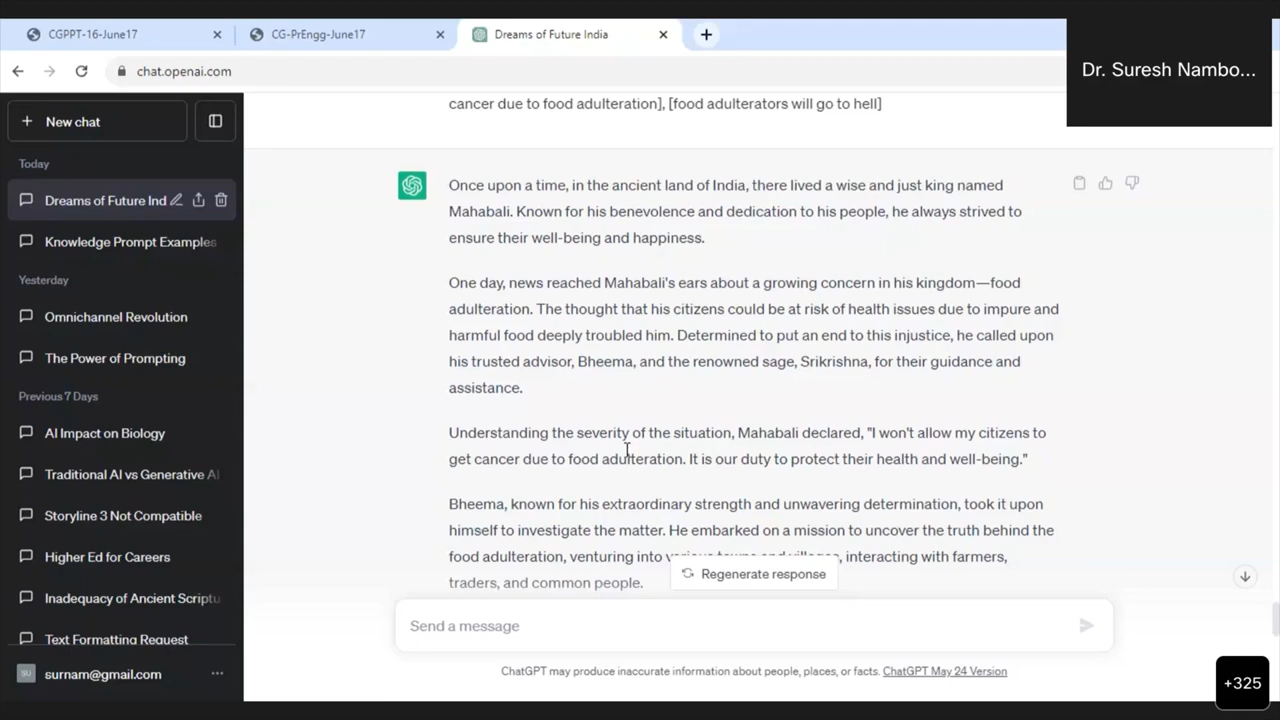 CGPPT-16-June17
CG-PrEngg-June17
Dreams of Future India
chat.openai.com
Dr. Suresh Nambo...
New chat
Today
Dreams of Future Ind
Knowledge Prompt Examples
Yesterday
Omnichannel Revolution
The Power of Prompting
Previous 7 Days
AI Impact on Biology
Traditional AI vs Generative AI
Storyline 3 Not Compatible
Higher Ed for Careers
Inadequacy of Ancient Scriptu
Text Formatting Request
SU
surnam@gmail.com
cancer due to food adulteration], [food adulterators will go to hell]
Once upon a time, in the ancient land of India, there lived a wise and just king named
Mahabali. Known for his benevolence and dedication to his people, he always strived to
ensure their well-being and happiness.
One day, news reached Mahabali's ears about a growing concern in his kingdom—food
adulteration. The thought that his citizens could be at risk of health issues due to impure and
harmful food deeply troubled him. Determined to put an end to this injustice, he called upon
his trusted advisor, Bheema, and the renowned sage, Srikrishna, for their guidance and
assistance.
Understanding the severity of the situation, Mahabali declared, "I won't allow my citizens to
get cancer due to food adulteration. It is our duty to protect their health and well-being."
Bheema, known for his extraordinary strength and unwavering determination, took it upon
himself to investigate the matter. He embarked on a mission to uncover the truth behind the
food adulteration, venturing into various towns and villages, interacting with farmers,
traders, and common people.
Regenerate response
Send a message
ChatGPT may produce inaccurate information about people, places, or facts. ChatGPT May 24 Version
+325